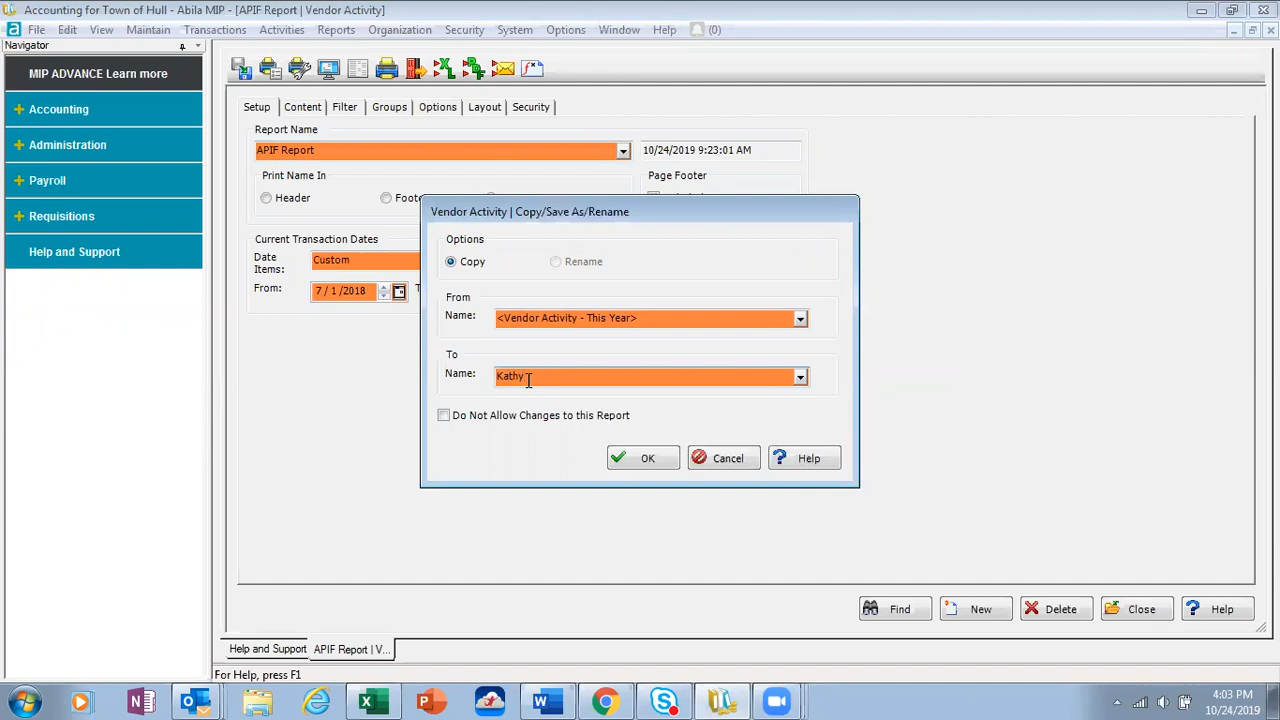 Accounting for Town of Hull - Abila MIP - [APIF Report | Vendor Activity]
File Edit View Maintain Transactions Activities Reports Organization Security System Options Window Help (0)
Navigator
MIP ADVANCE Learn more
Accounting
Administration
Payroll
Requisitions
Help and Support
Setup Content Filter Groups Options Layout Security
Report Name
APIF Report 10/24/2019 9:23:01 AM
Print Name In Page Footer
Header
Current Transaction Dates
Date Items: Custom
From: 7 / 1 /2018
Vendor Activity | Copy/Save As/Rename
Options
Copy Rename
From
Name: <Vendor Activity - This Year>
To
Name: Kathy
Do Not Allow Changes to this Report
OK Cancel Help
Find New Delete Close Help
Help and Support APIF Report | V...
For Help, press F1
4:03 PM
10/24/2019